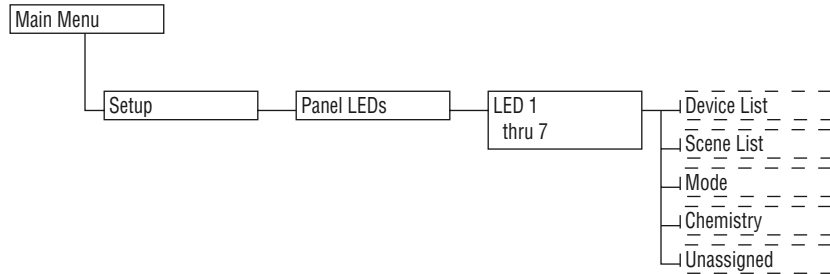 Main Menu
Setup
Panel LEDs
LED 1
thru 7
Device List
Scene List
Mode
Chemistry
Unassigned